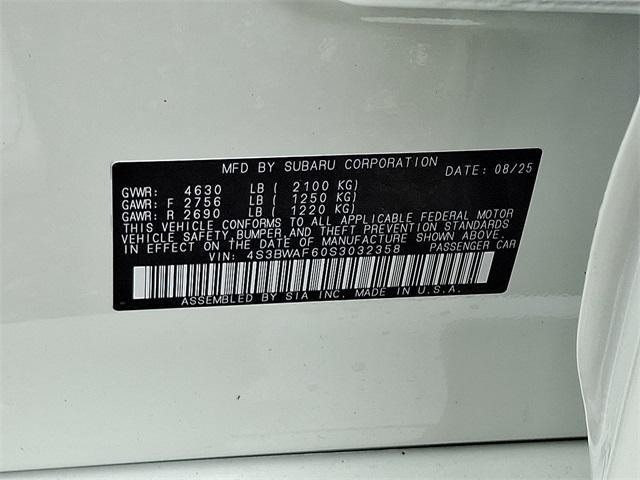 MFD BY SUBARU CORPORATION DATE: 08/25
GVWR: 4630 LB ( 2100 KG)
GAWR: F 2756 LB ( 1250 KG)
GAWR: R 2690 LB ( 1220 KG)
THIS VEHICLE CONFORMS TO ALL APPLICABLE FEDERAL MOTOR
VEHICLE SAFETY,BUMPER,AND THEFT PREVENTION STANDARDS
IN EFFECT ON THE DATE OF MANUFACTURE SHOWN ABOVE.
VIN: 4S3BWAF60S3032358 PASSENGER CAR
ASSEMBLED BY SIA INC. MADE IN U.S.A.